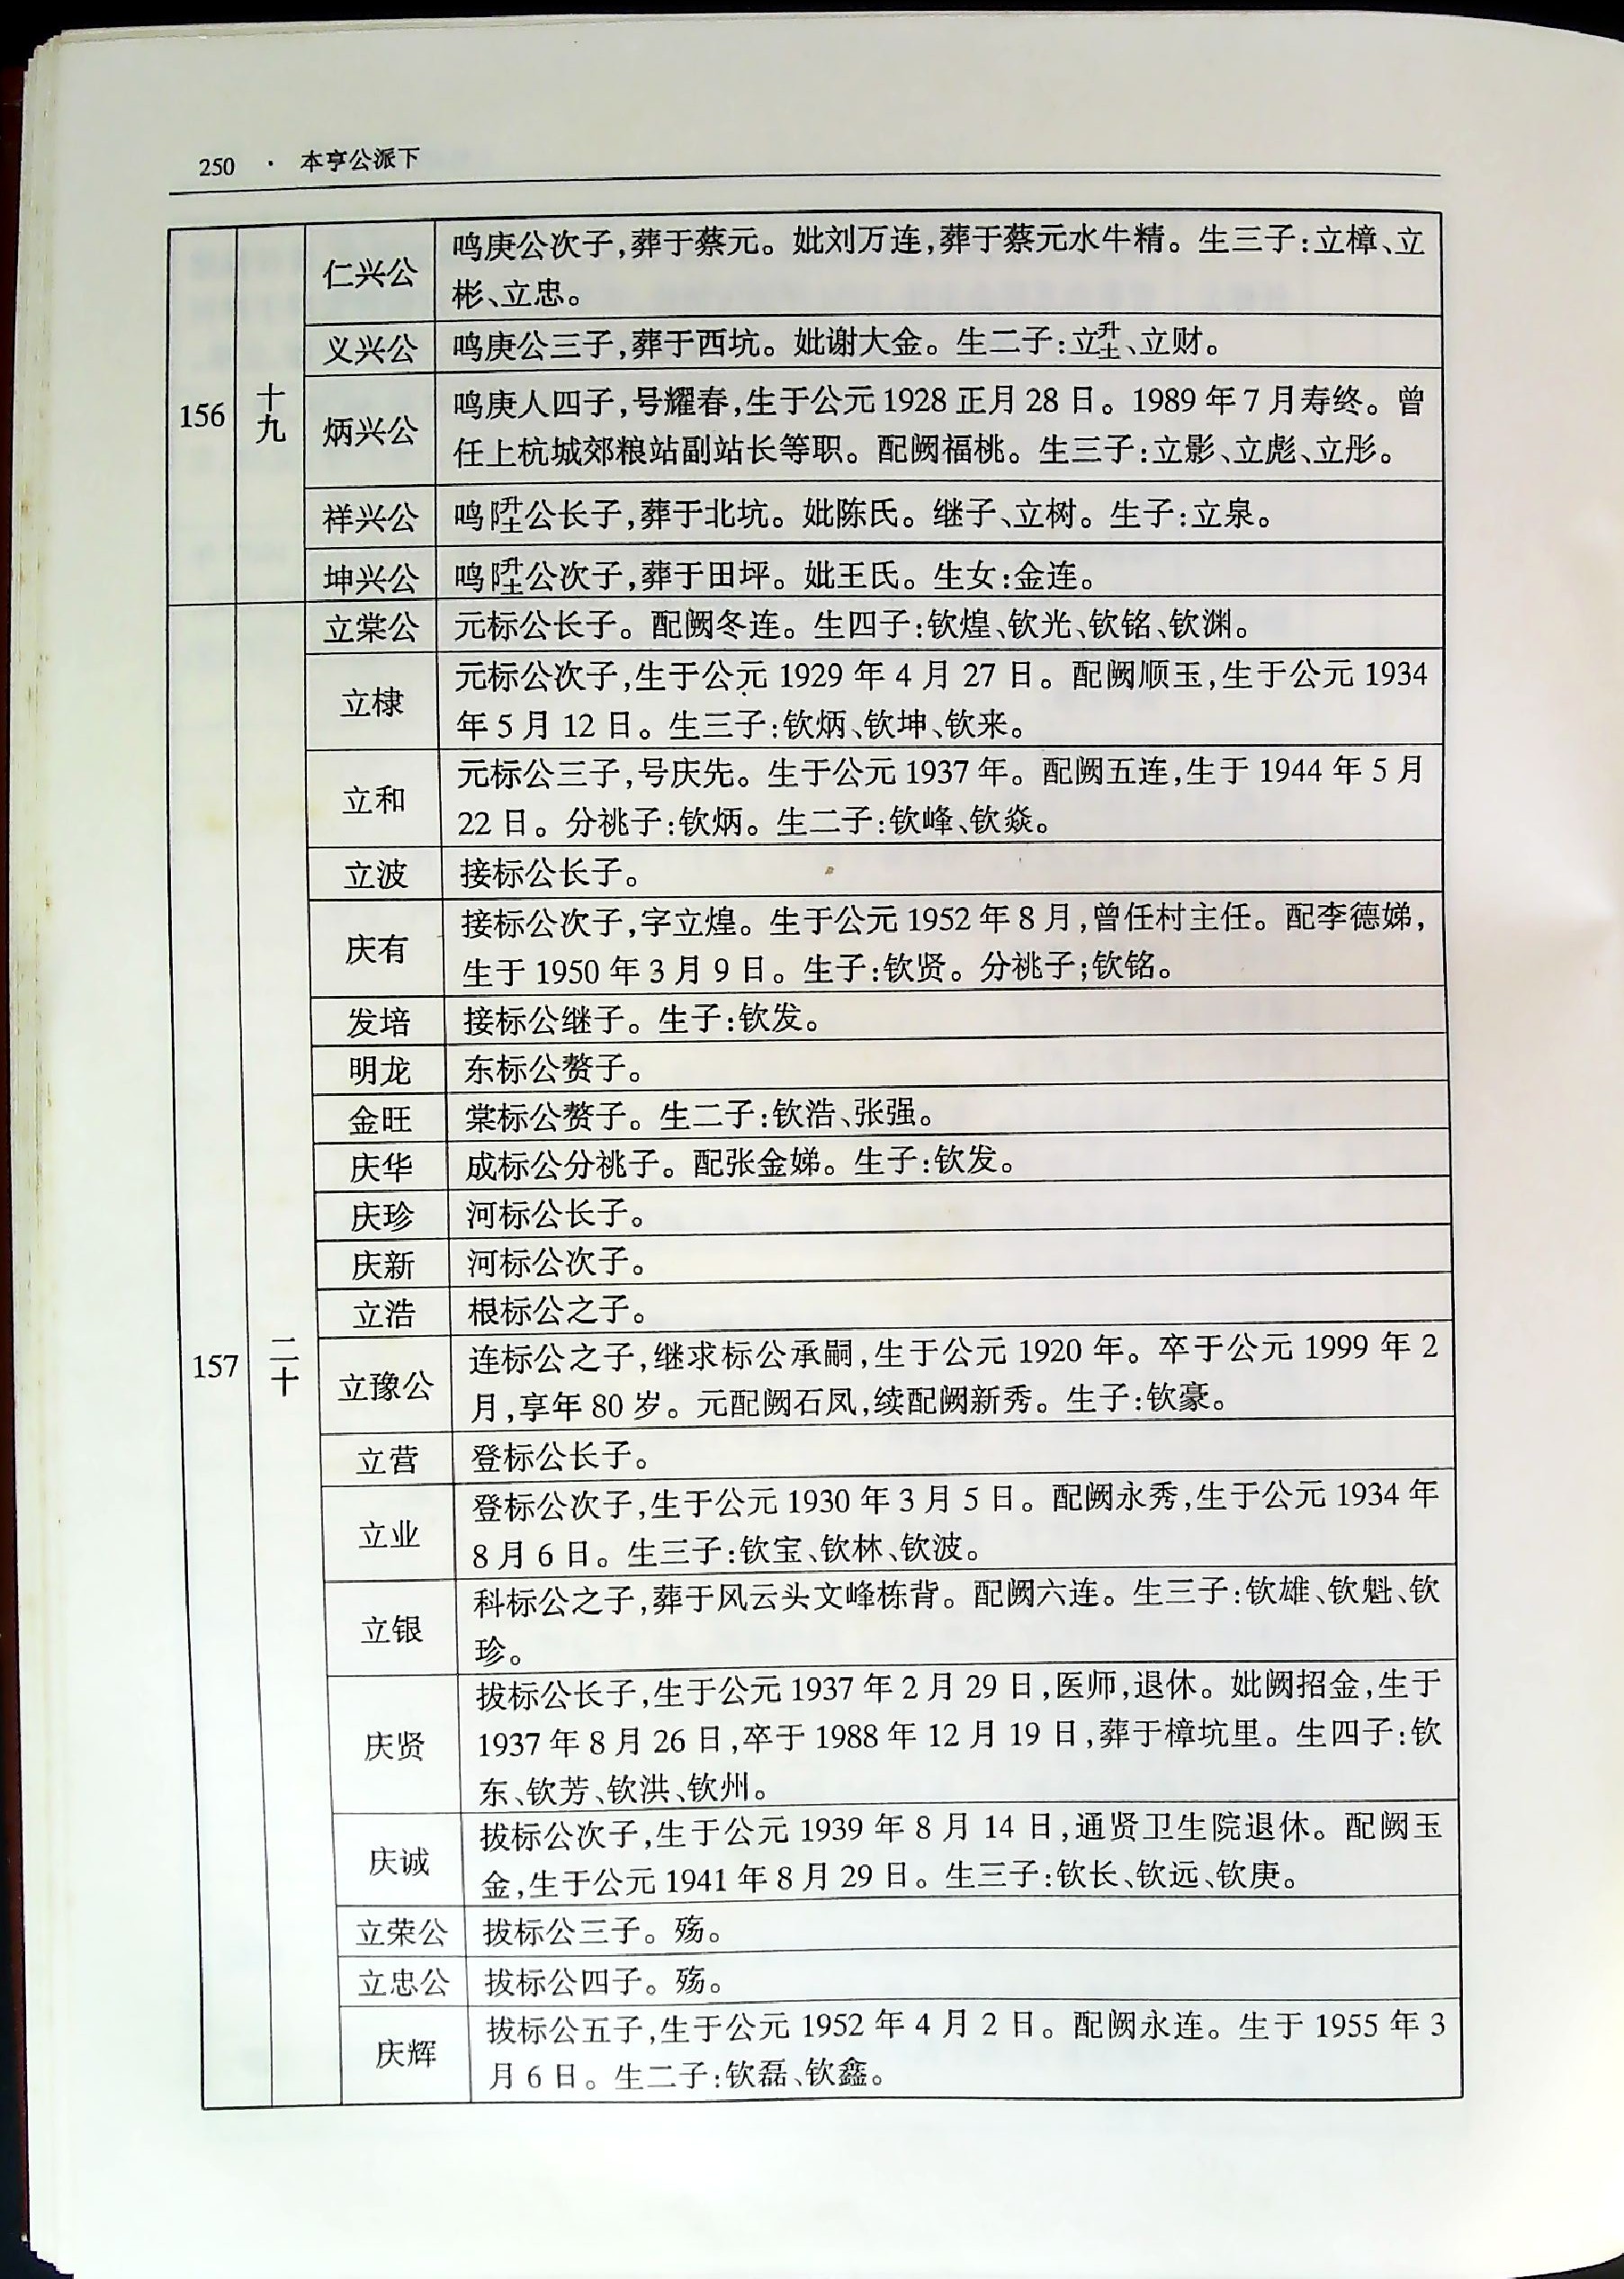 250 · 本亨公派下
156
十九
仁兴公
鸣庚公次子,葬于蔡元。妣刘万连,葬于蔡元水牛精。生三子:立樟、立
彬、立忠。
义兴公
鸣庚公三子,葬于西坑。妣谢大金。生二子:立𡊄、立财。
炳兴公
鸣庚人四子,号耀春,生于公元1928正月28日。1989年7月寿终。曾
任上杭城郊粮站副站长等职。配阙福桃。生三子:立影、立彪、立彤。
祥兴公
鸣陞公长子,葬于北坑。妣陈氏。继子、立树。生子:立泉。
坤兴公
鸣陞公次子,葬于田坪。妣王氏。生女:金连。
157
二十
立棠公
元标公长子。配阙冬连。生四子:钦煌、钦光、钦铭、钦渊。
立棣
元标公次子,生于公元1929年4月27日。配阙顺玉,生于公元1934
年5月12日。生三子:钦炳、钦坤、钦来。
立和
元标公三子,号庆先。生于公元1937年。配阙五连,生于1944年5月
22日。分祧子:钦炳。生二子:钦峰、钦焱。
立波
接标公长子。
庆有
接标公次子,字立煌。生于公元1952年8月,曾任村主任。配李德娣,
生于1950年3月9日。生子:钦贤。分祧子;钦铭。
发培
接标公继子。生子:钦发。
明龙
东标公赘子。
金旺
棠标公赘子。生二子:钦浩、张强。
庆华
成标公分祧子。配张金娣。生子:钦发。
庆珍
河标公长子。
庆新
河标公次子。
立浩
根标公之子。
立豫公
连标公之子,继求标公承嗣,生于公元1920年。卒于公元1999年2
月,享年80岁。元配阙石凤,续配阙新秀。生子:钦豪。
立营
登标公长子。
立业
登标公次子,生于公元1930年3月5日。配阙永秀,生于公元1934年
8月6日。生三子:钦宝、钦林、钦波。
立银
科标公之子,葬于风云头文峰栋背。配阙六连。生三子:钦雄、钦魁、钦
珍。
庆贤
拔标公长子,生于公元1937年2月29日,医师,退休。妣阙招金,生于
1937年8月26日,卒于1988年12月19日,葬于樟坑里。生四子:钦
东、钦芳、钦洪、钦州。
庆诚
拔标公次子,生于公元1939年8月14日,通贤卫生院退休。配阙玉
金,生于公元1941年8月29日。生三子:钦长、钦远、钦庚。
立荣公
拔标公三子。殇。
立忠公
拔标公四子。殇。
庆辉
拔标公五子,生于公元1952年4月2日。配阙永连。生于1955年3
月6日。生二子:钦磊、钦鑫。